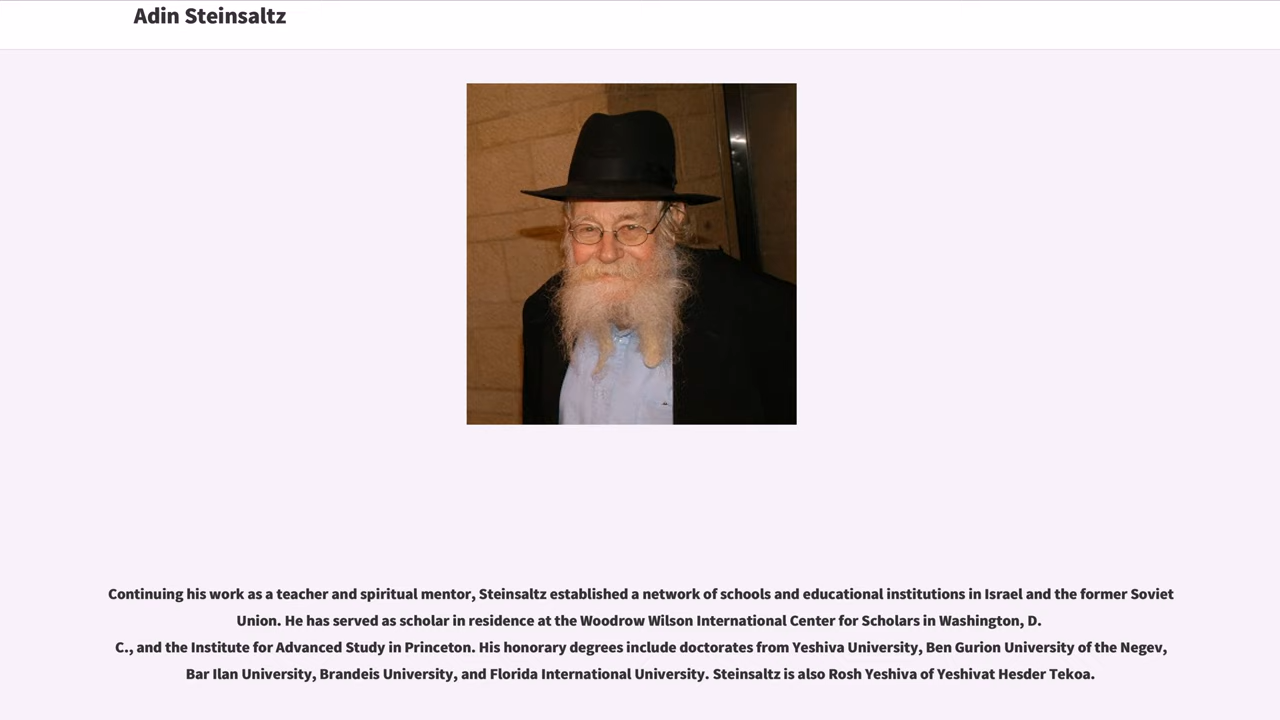 Adin Steinsaltz
Continuing his work as a teacher and spiritual mentor, Steinsaltz established a network of schools and educational institutions in Israel and the former Soviet
Union. He has served as scholar in residence at the Woodrow Wilson International Center for Scholars in Washington, D.
C., and the Institute for Advanced Study in Princeton. His honorary degrees include doctorates from Yeshiva University, Ben Gurion University of the Negev,
Bar Ilan University, Brandeis University, and Florida International University. Steinsaltz is also Rosh Yeshiva of Yeshivat Hesder Tekoa.